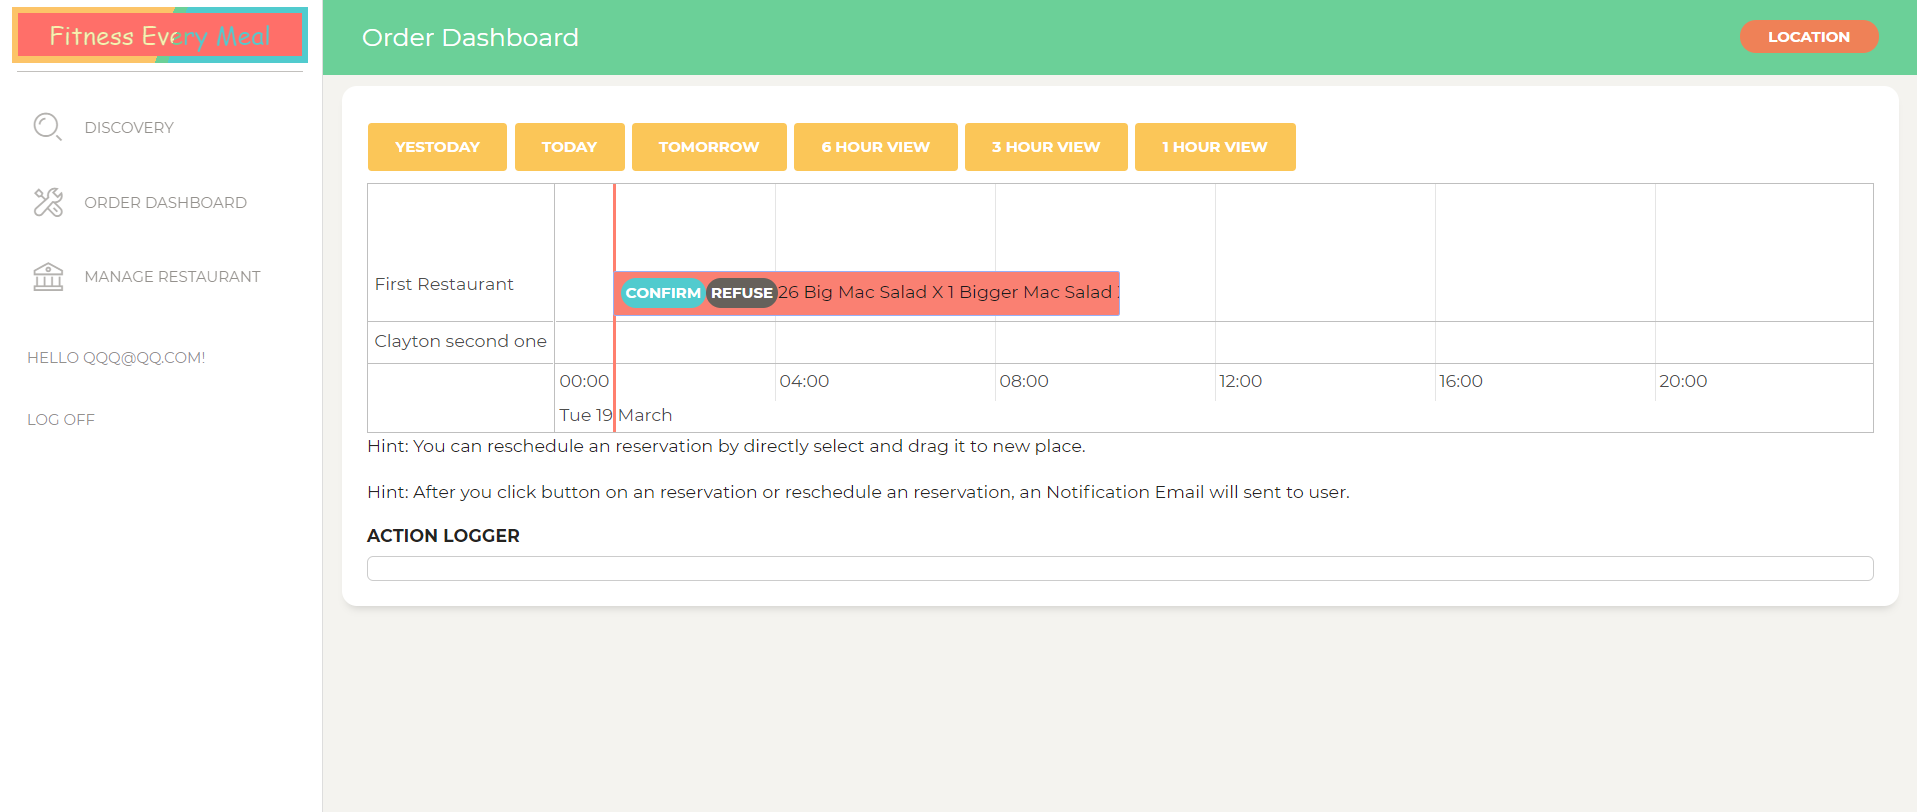 Fitness Every Meal
DISCOVERY
ORDER DASHBOARD
MANAGE RESTAURANT
HELLO QQQ@QQ.COM!
LOG OFF
Order Dashboard
LOCATION
YESTODAY
TODAY
TOMORROW
6 HOUR VIEW
3 HOUR VIEW
1 HOUR VIEW
First Restaurant
CONFIRM REFUSE 26 Big Mac Salad X 1 Bigger Mac Salad
Clayton second one
00:00 04:00 08:00 12:00 16:00 20:00
Tue 19 March
Hint: You can reschedule an reservation by directly select and drag it to new place.
Hint: After you click button on an reservation or reschedule an reservation, an Notification Email will sent to user.
ACTION LOGGER